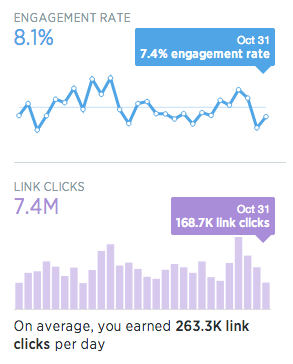 ENGAGEMENT RATE
8.1%
Oct 31
7.4% engagement rate
LINK CLICKS
7.4M
Oct 31
168.7K link clicks
On average, you earned 263.3K link
clicks per day